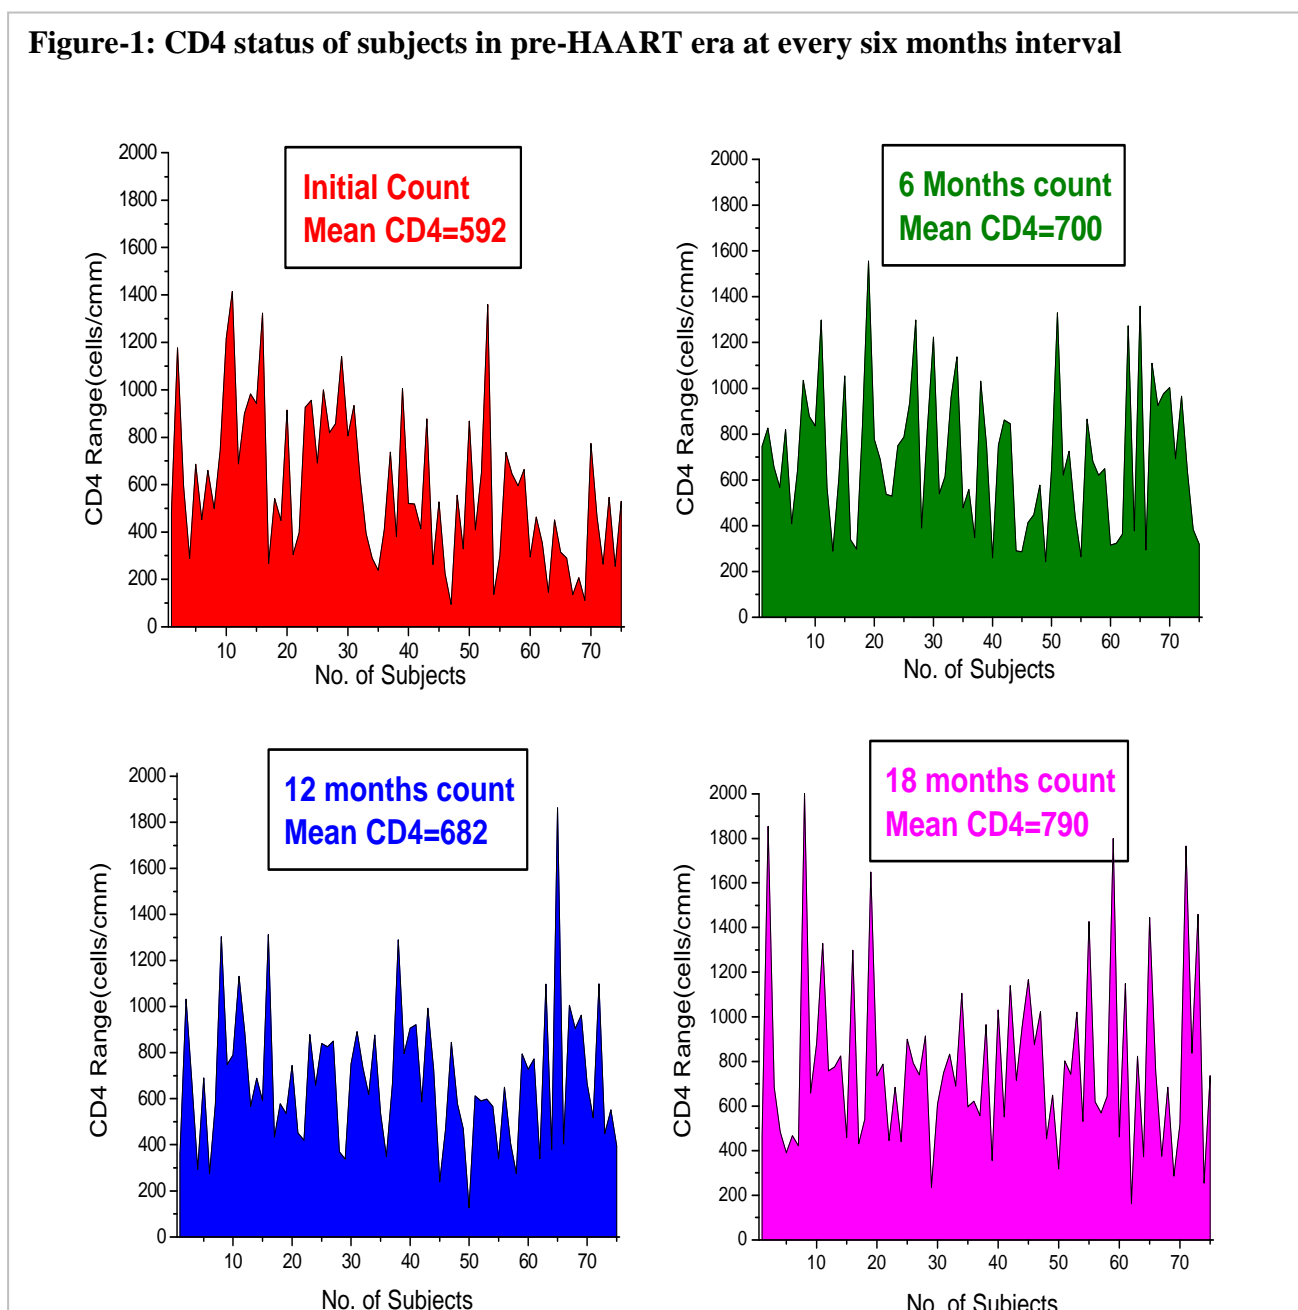 Figure-1: CD4 status of subjects in pre-HAART era at every six months interval
Initial Count
Mean CD4=592
CD4 Range(cells/cmm)
2000
1800
1600
1400
1200
1000
800
600
400
200
0
10 20 30 40 50 60 70
No. of Subjects
6 Months count
Mean CD4=700
CD4 Range(cells/cmm)
2000
1800
1600
1400
1200
1000
800
600
400
200
0
10 20 30 40 50 60 70
No. of Subjects
12 months count
Mean CD4=682
CD4 Range(cells/cmm)
2000
1800
1600
1400
1200
1000
800
600
400
200
0
10 20 30 40 50 60 70
No. of Subjects
18 months count
Mean CD4=790
CD4 Range(cells/cmm)
2000
1800
1600
1400
1200
1000
800
600
400
200
0
10 20 30 40 50 60 70
No. of Subjects